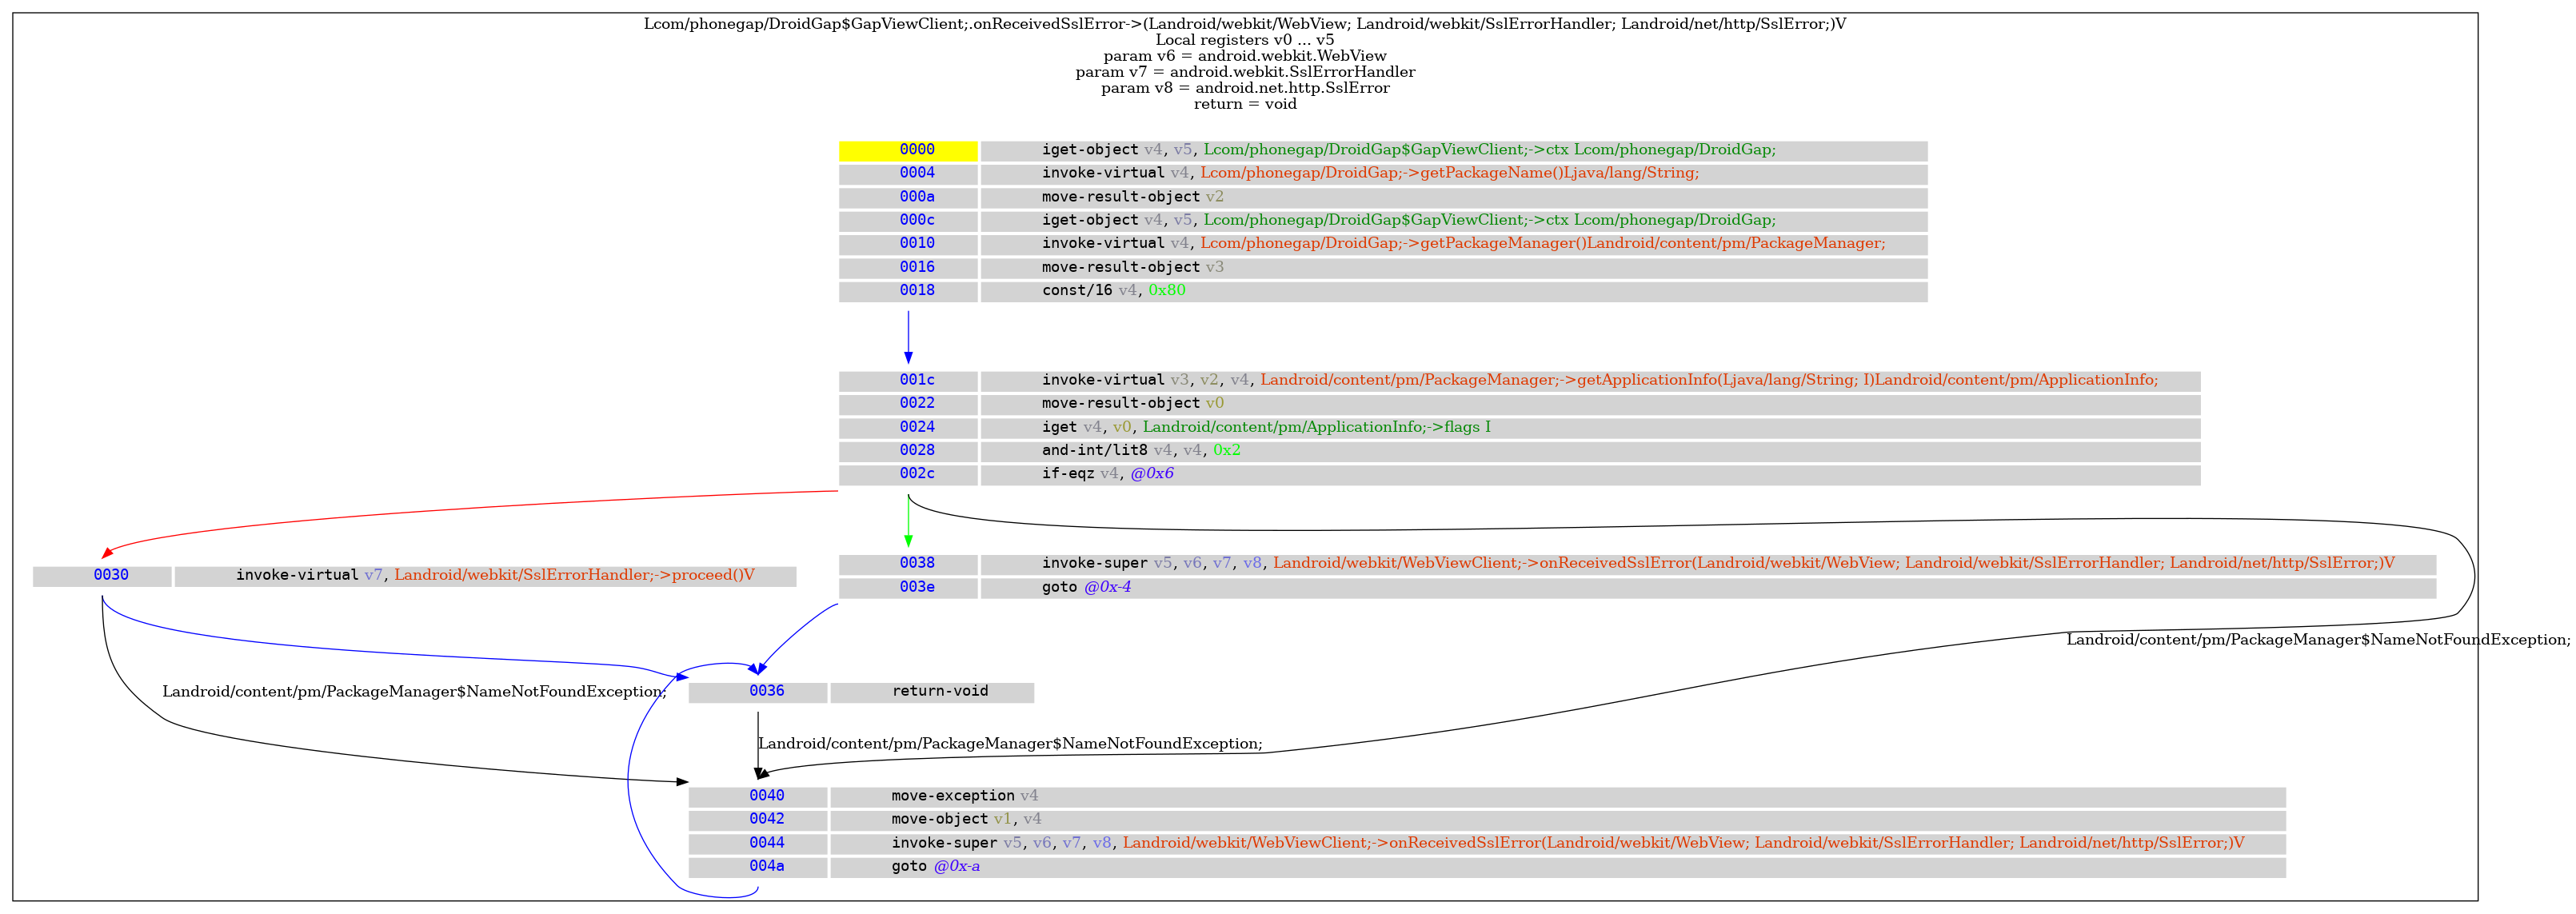 Lcom/phonegap/DroidGap$GapViewClient;.onReceivedSslError->(Landroid/webkit/WebView; Landroid/webkit/SslErrorHandler; Landroid/net/http/SslError;)V
Local registers v0 ... v5
param v6 = android.webkit.WebView
param v7 = android.webkit.SslErrorHandler
param v8 = android.net.http.SslError
return = void
0000 iget-object v4, v5, Lcom/phonegap/DroidGap$GapViewClient;->ctx Lcom/phonegap/DroidGap;
0004 invoke-virtual v4, Lcom/phonegap/DroidGap;->getPackageName()Ljava/lang/String;
000a move-result-object v2
000c iget-object v4, v5, Lcom/phonegap/DroidGap$GapViewClient;->ctx Lcom/phonegap/DroidGap;
0010 invoke-virtual v4, Lcom/phonegap/DroidGap;->getPackageManager()Landroid/content/pm/PackageManager;
0016 move-result-object v3
0018 const/16 v4, 0x80
001c invoke-virtual v3, v2, v4, Landroid/content/pm/PackageManager;->getApplicationInfo(Ljava/lang/String; I)Landroid/content/pm/ApplicationInfo;
0022 move-result-object v0
0024 iget v4, v0, Landroid/content/pm/ApplicationInfo;->flags I
0028 and-int/lit8 v4, v4, 0x2
002c if-eqz v4, @0x6
0030 invoke-virtual v7, Landroid/webkit/SslErrorHandler;->proceed()V
0038 invoke-super v5, v6, v7, v8, Landroid/webkit/WebViewClient;->onReceivedSslError(Landroid/webkit/WebView; Landroid/webkit/SslErrorHandler; Landroid/net/http/SslError;)V
003e goto @0x-4
Landroid/content/pm/PackageManager$NameNotFoundException;
Landroid/content/pm/PackageManager$NameNotFoundException;
0036 return-void
Landroid/content/pm/PackageManager$NameNotFoundException;
0040 move-exception v4
0042 move-object v1, v4
0044 invoke-super v5, v6, v7, v8, Landroid/webkit/WebViewClient;->onReceivedSslError(Landroid/webkit/WebView; Landroid/webkit/SslErrorHandler; Landroid/net/http/SslError;)V
004a goto @0x-a